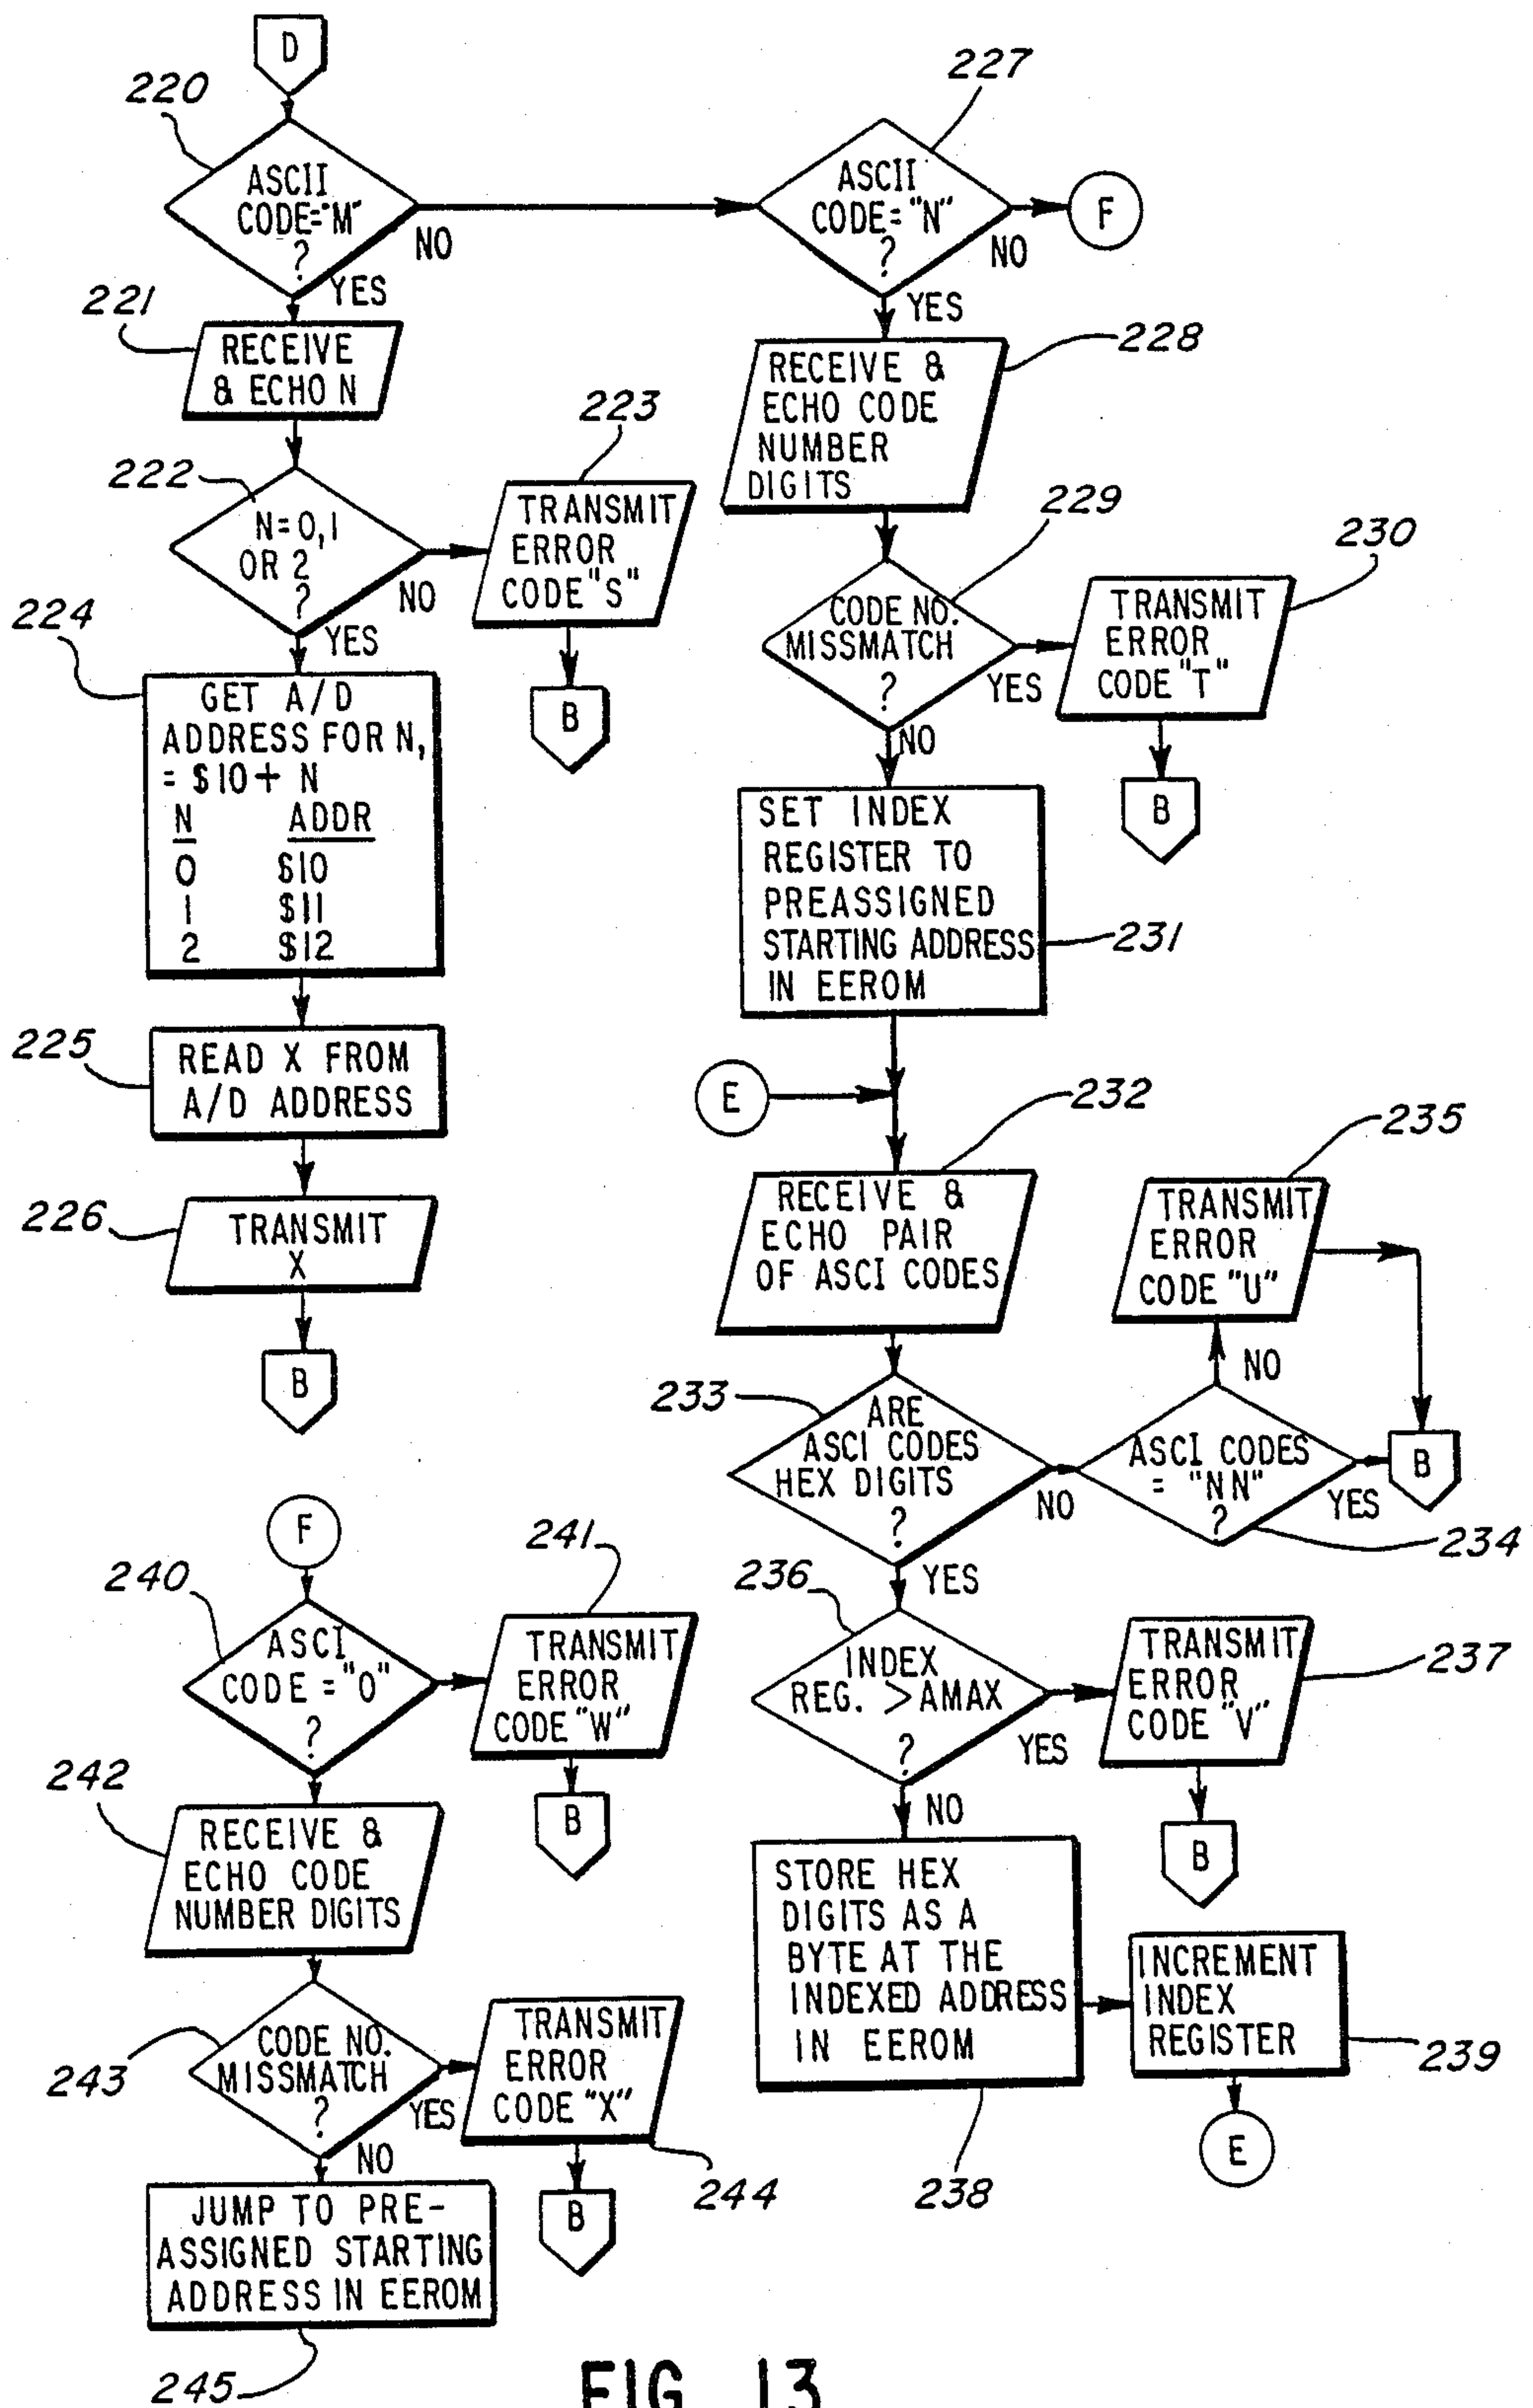 D
220
ASCII
CODE="M"
?
NO
YES
221
RECEIVE
& ECHO N
222
N=0,1
OR 2
?
NO
YES
223
TRANSMIT
ERROR
CODE "S"
B
224
GET A/D
ADDRESS FOR N,
= $10+ N
N ADDR
0 $10
1 $11
2 $12
225
READ X FROM
A/D ADDRESS
226
TRANSMIT
X
B
227
ASCII
CODE= "N"
?
NO
F
YES
228
RECEIVE &
ECHO CODE
NUMBER
DIGITS
229
CODE NO.
MISSMATCH
?
YES
NO
230
TRANSMIT
ERROR
CODE "T"
B
SET INDEX
REGISTER TO
PREASSIGNED
STARTING ADDRESS
IN EEROM
231
E
232
RECEIVE &
ECHO PAIR
OF ASCI CODES
233
ARE
ASCI CODES
HEX DIGITS
?
NO
YES
235
TRANSMIT
ERROR
CODE "U"
NO
ASCI CODES
= "NN"
?
YES
B
234
236
INDEX
REG. > AMAX
?
YES
NO
237
TRANSMIT
ERROR
CODE "V"
B
STORE HEX
DIGITS AS A
BYTE AT THE
INDEXED ADDRESS
IN EEROM
238
INCREMENT
INDEX
REGISTER
239
E
F
240
ASCI
CODE = "O"
?
241
TRANSMIT
ERROR
CODE "W"
B
242
RECEIVE &
ECHO CODE
NUMBER DIGITS
243
CODE NO.
MISSMATCH
?
YES
NO
TRANSMIT
ERROR
CODE "X"
244
B
JUMP TO PRE-
ASSIGNED STARTING
ADDRESS IN EEROM
245
FIG. 13